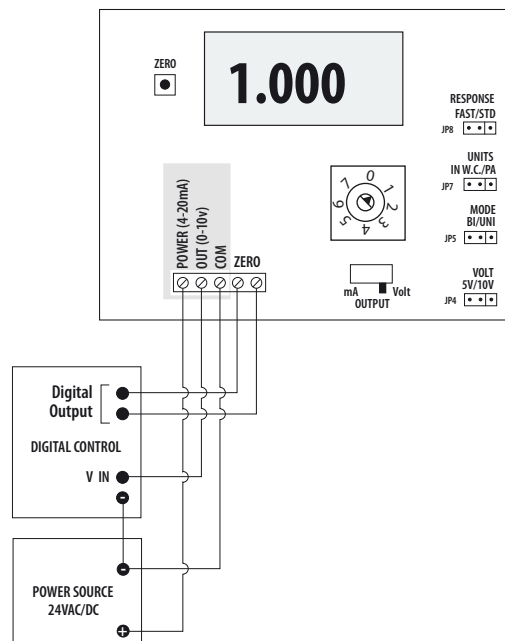 ZERO
1.000
RESPONSE
FAST/STD
JP8
UNITS
IN W.C./PA
JP7
MODE
BI/UNI
JP5
VOLT
5V/10V
JP4
0
1
2
3
4
5
6
7
mA
Volt
OUTPUT
POWER (4-20mA)
OUT (0-10v)
COM
ZERO
Digital
Output
DIGITAL CONTROL
V IN
-
-
POWER SOURCE
24VAC/DC
+